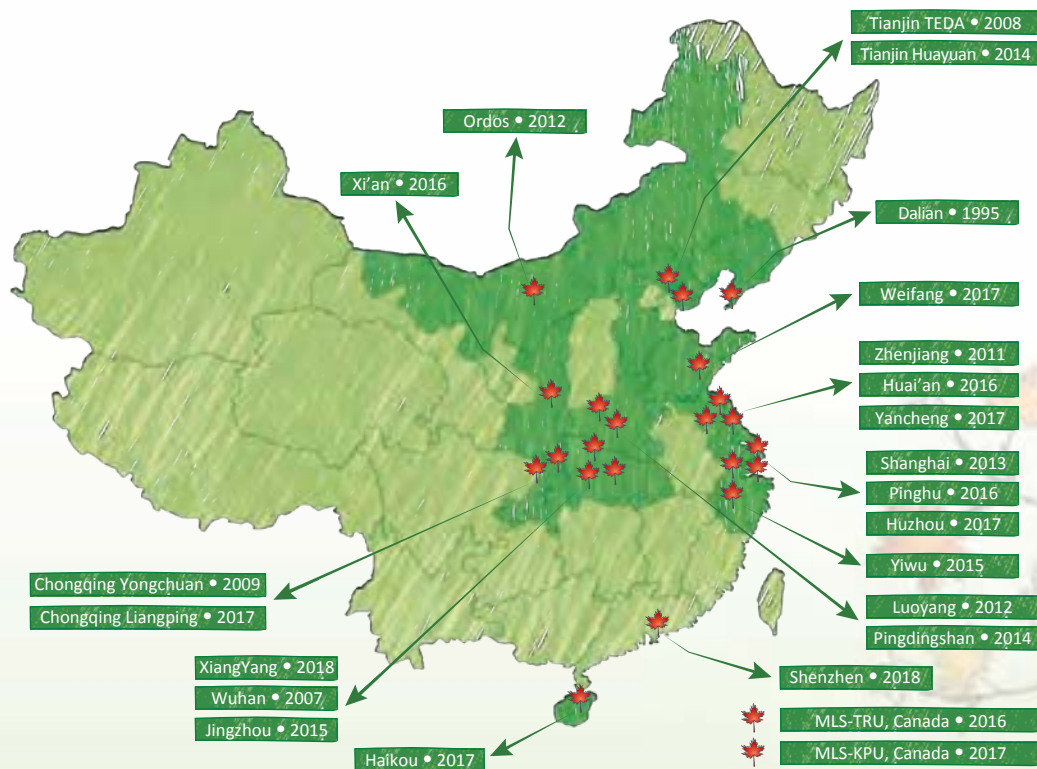 Tianjin TEDA • 2008
Tianjin Huayuan • 2014
Ordos • 2012
Xi'an • 2016
Dalian • 1995
Weifang • 2017
Zhenjiang • 2011
Huai'an • 2016
Yancheng • 2017
Shanghai • 2013
Pinghu • 2016
Huzhou • 2017
Yiwu • 2015
Chongqing Yongchuan • 2009
Chongqing Liangping • 2017
Luoyang • 2012
Pingdingshan • 2014
XiangYang • 2018
Wuhan • 2007
Jingzhou • 2015
Shenzhen • 2018
Haikou • 2017
MLS-TRU, Canada • 2016
MLS-KPU, Canada • 2017